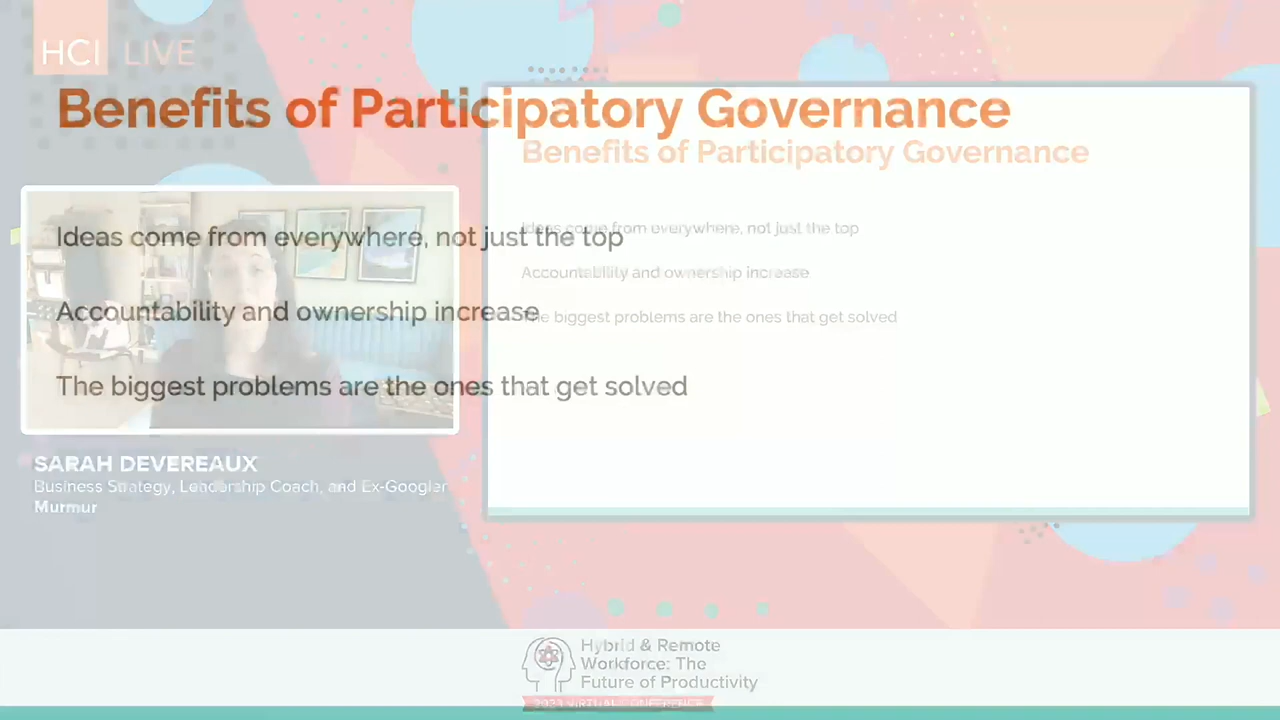 HCI LIVE
Benefits of Participatory Governance
Ideas come from everywhere, not just the top
Accountability and ownership increase
The biggest problems are the ones that get solved
Benefits of Participatory Governance
Ideas come from everywhere, not just the top
Accountability and ownership increase
The biggest problems are the ones that get solved
SARAH DEVEREAUX
Business Strategy, Leadership Coach, and Ex-Googler
Murmur
Hybrid & Remote
Workforce: The
Future of Productivity
VIRTUAL CONFERENCE